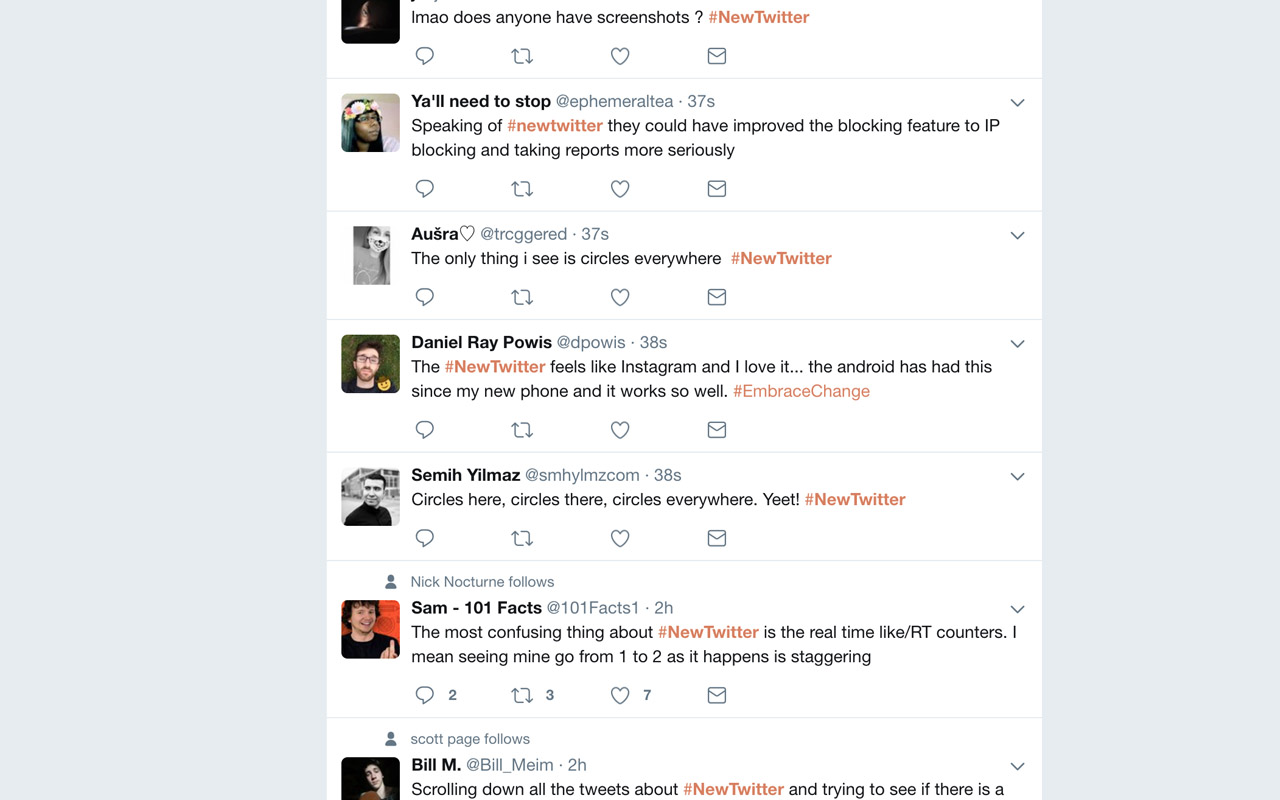 lmao does anyone have screenshots ? #NewTwitter
Ya'll need to stop @ephemeraltea · 37s
Speaking of #newtwitter they could have improved the blocking feature to IP
blocking and taking reports more seriously
Aušra♡ @trcggered · 37s
The only thing i see is circles everywhere #NewTwitter
Daniel Ray Powis @dpowis · 38s
The #NewTwitter feels like Instagram and I love it... the android has had this
since my new phone and it works so well. #EmbraceChange
Semih Yilmaz @smhylmzcom · 38s
Circles here, circles there, circles everywhere. Yeet! #NewTwitter
Nick Nocturne follows
Sam - 101 Facts @101Facts1 · 2h
The most confusing thing about #NewTwitter is the real time like/RT counters. I
mean seeing mine go from 1 to 2 as it happens is staggering
2 3 7
scott page follows
Bill M. @Bill_Meim · 2h
Scrolling down all the tweets about #NewTwitter and trying to see if there is a